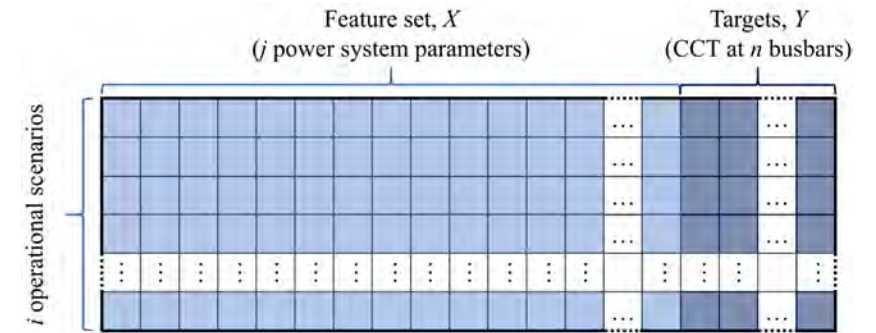 Feature set, X
(j power system parameters)
Targets, Y
(CCT at n busbars)
i operational scenarios
... ...
... ...
... ...
... ...
⋮ ⋮ ⋮ ⋮ ⋮ ⋮ ⋮ ⋮ ⋮ ⋮ ⋮ ⋮ ⋮ ⋮ ⋮ ⋮ ⋮
... ...